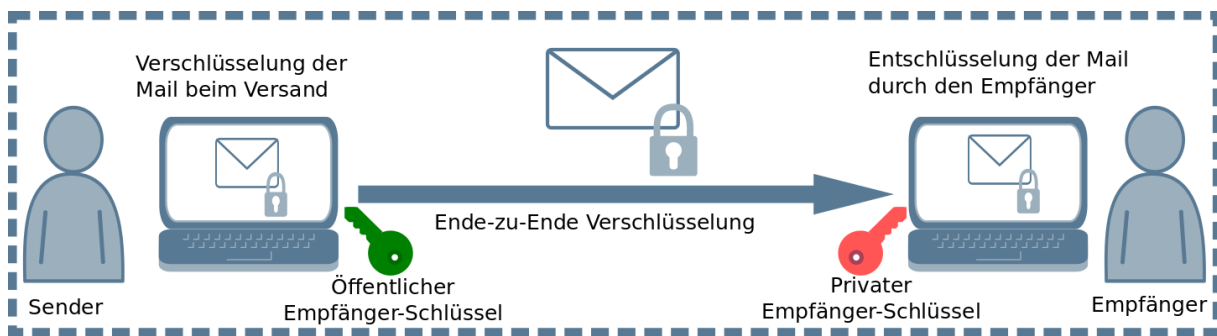 Verschlüsselung der
Mail beim Versand
Entschlüsselung der Mail
durch den Empfänger
Ende-zu-Ende Verschlüsselung
Öffentlicher
Empfänger-Schlüssel
Privater
Empfänger-Schlüssel
Sender
Empfänger